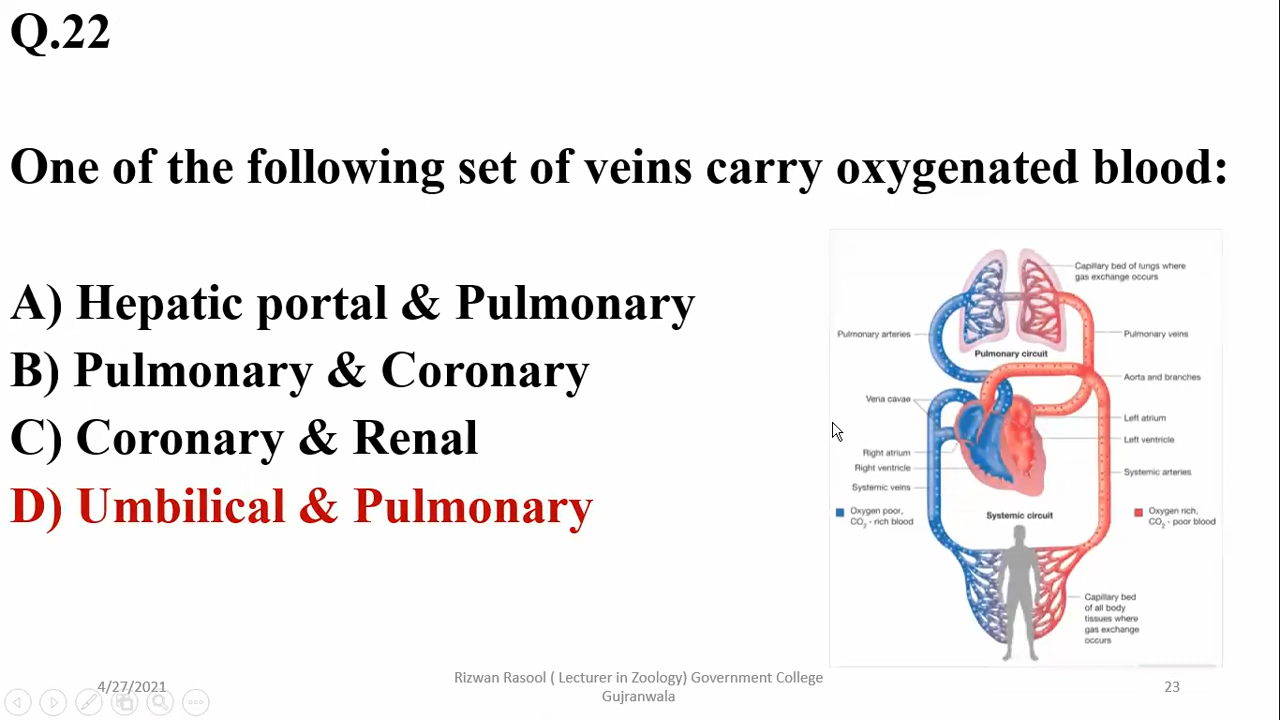 Q.22
One of the following set of veins carry oxygenated blood:
A) Hepatic portal & Pulmonary
B) Pulmonary & Coronary
C) Coronary & Renal
D) Umbilical & Pulmonary
Capillary bed of lungs where
gas exchange occurs
Pulmonary arteries
Pulmonary veins
Pulmonary circuit
Aorta and branches
Vena cavae
Left atrium
Left ventricle
Right atrium
Right ventricle
Systemic arteries
Systemic veins
Oxygen poor,
CO2 - rich blood
Systemic circuit
Oxygen rich,
CO2 - poor blood
Capillary bed
of all body
tissues where
gas exchange
occurs
4/27/2021
Rizwan Rasool ( Lecturer in Zoology) Government College
Gujranwala
23